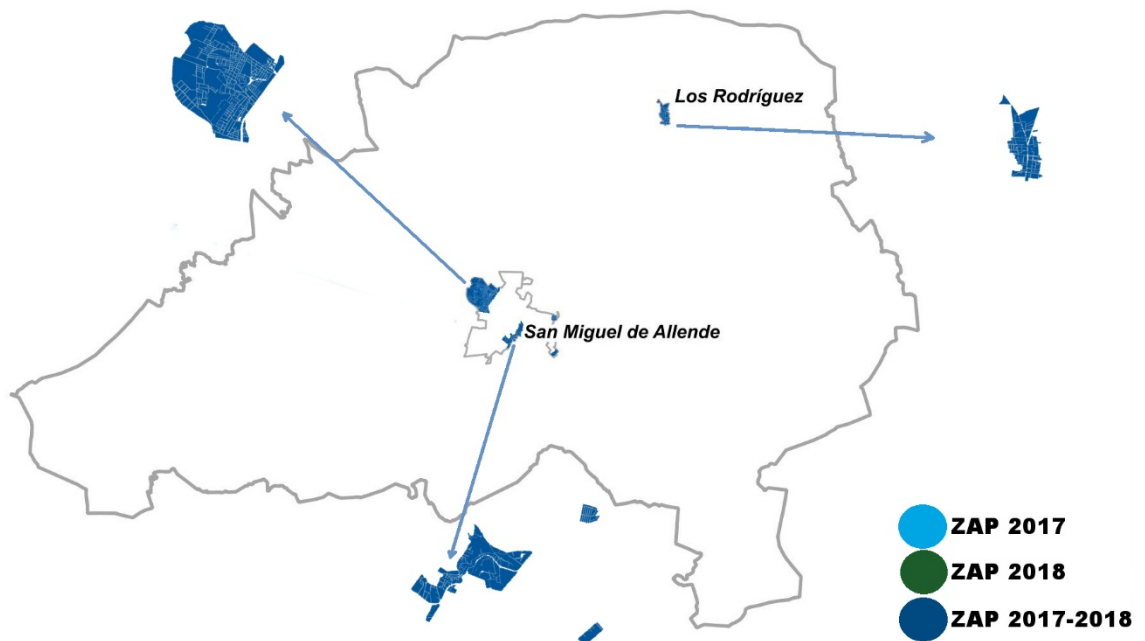 Los Rodríguez
San Miguel de Allende
ZAP 2017
ZAP 2018
ZAP 2017-2018